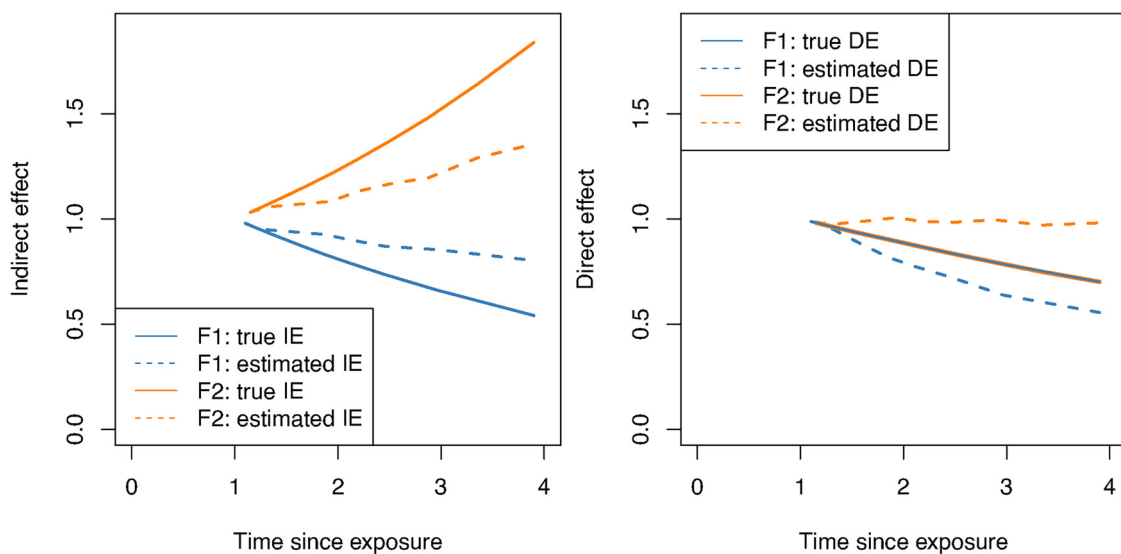 Indirect effect
0.0
0.5
1.0
1.5
F1: true IE
F1: estimated IE
F2: true IE
F2: estimated IE
0 1 2 3 4
Time since exposure
Direct effect
0.0
0.5
1.0
1.5
F1: true DE
F1: estimated DE
F2: true DE
F2: estimated DE
0 1 2 3 4
Time since exposure